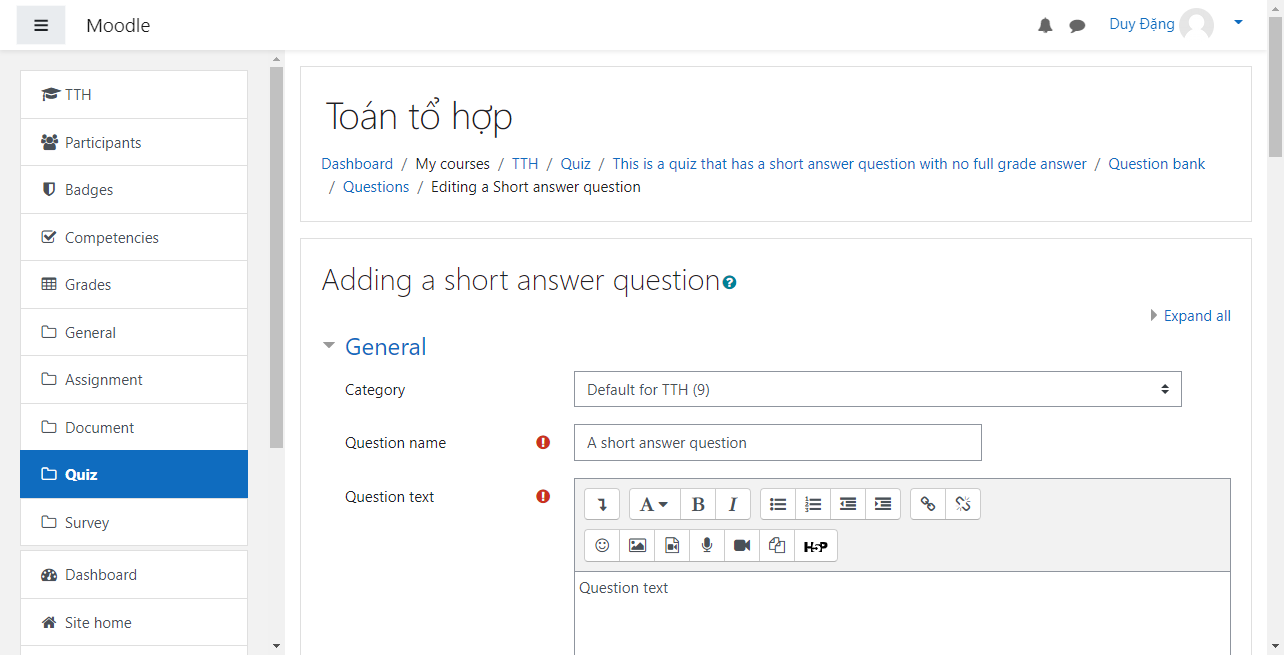 Moodle
Duy Đặng
TTH
Participants
Badges
Competencies
Grades
General
Assignment
Document
Quiz
Survey
Dashboard
Site home
Toán tổ hợp
Dashboard / My courses / TTH / Quiz / This is a quiz that has a short answer question with no full grade answer / Question bank
/ Questions / Editing a Short answer question
Adding a short answer question
Expand all
General
Category
Default for TTH (9)
Question name
A short answer question
Question text
A B I
H5P
Question text